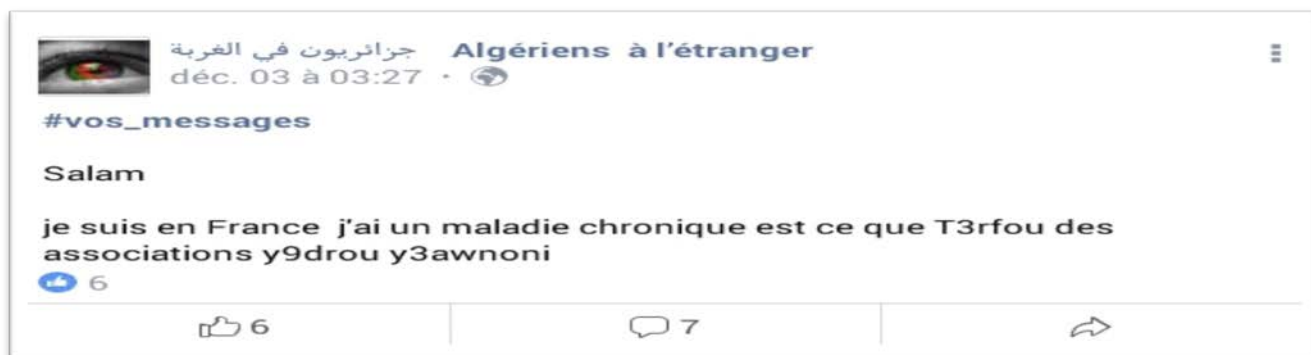 جزائريون في الغربة Algériens à l'étranger
déc. 03 à 03:27 ·
#vos_messages
Salam
je suis en France j'ai un maladie chronique est ce que T3rfou des
associations y9drou y3awnoni
6
6 7